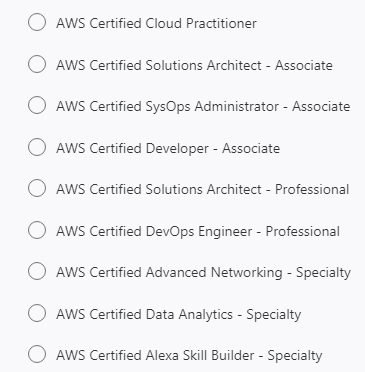 AWS Certified Cloud Practitioner
AWS Certified Solutions Architect - Associate
AWS Certified SysOps Administrator - Associate
AWS Certified Developer - Associate
AWS Certified Solutions Architect - Professional
AWS Certified DevOps Engineer - Professional
AWS Certified Advanced Networking - Specialty
AWS Certified Data Analytics - Specialty
AWS Certified Alexa Skill Builder - Specialty